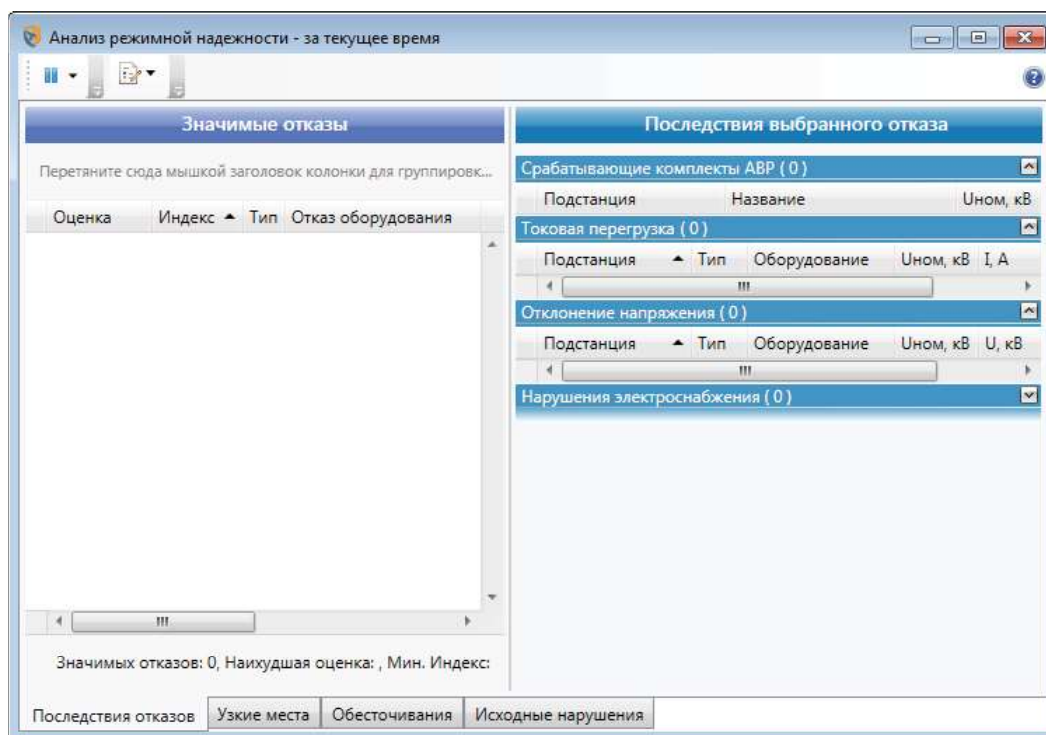 Анализ режимной надежности - за текущее время
Значимые отказы
Перетяните сюда мышкой заголовок колонки для группировк...
Оценка Индекс Тип Отказ оборудования
Значимых отказов: 0, Наихудшая оценка: , Мин. Индекс:
Последствия выбранного отказа
Срабатывающие комплекты АВР ( 0 )
Подстанция Название Uном, кВ
Токовая перегрузка ( 0 )
Подстанция Тип Оборудование Uном, кВ I, А
Отклонение напряжения ( 0 )
Подстанция Тип Оборудование Uном, кВ U, кВ
Нарушения электроснабжения ( 0 )
Последствия отказов Узкие места Обесточивания Исходные нарушения